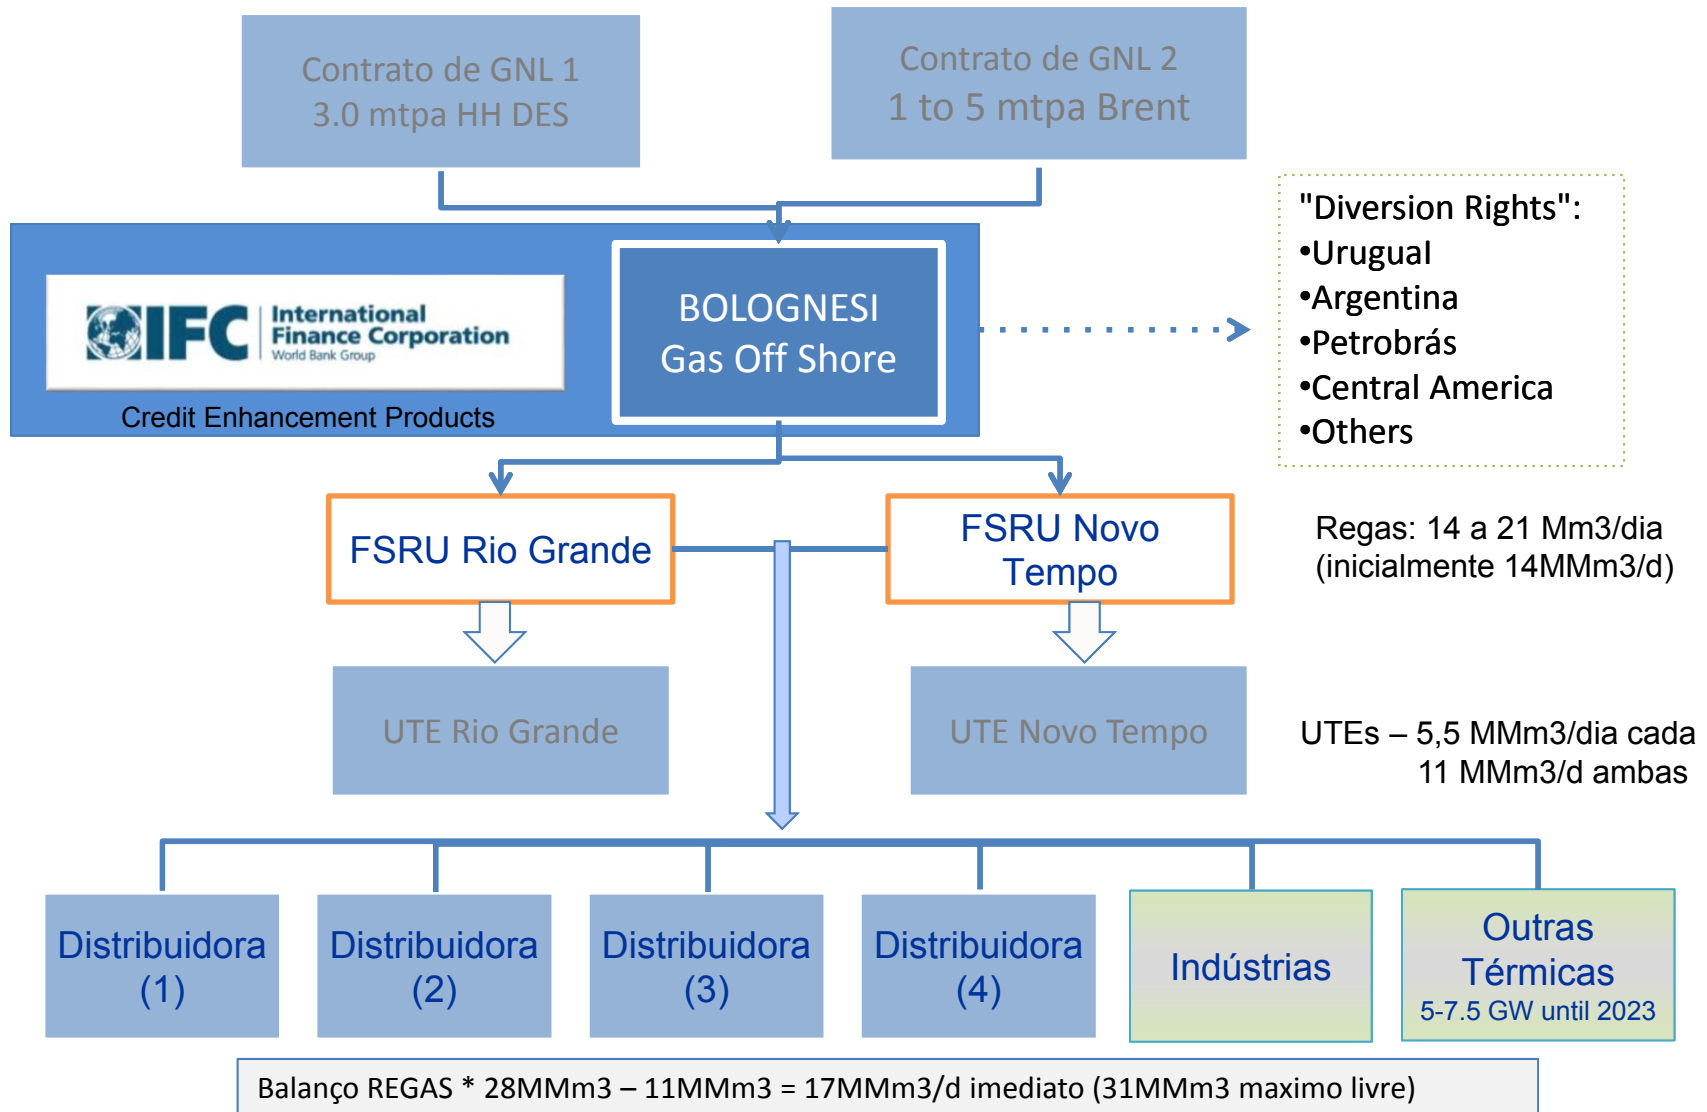 Contrato de GNL 1
3.0 mtpa HH DES
Contrato de GNL 2
1 to 5 mtpa Brent
"Diversion Rights":
•Urugual
•Argentina
•Petrobrás
•Central America
•Others
IFC
International
Finance Corporation
World Bank Group
Credit Enhancement Products
BOLOGNESI
Gas Off Shore
FSRU Rio Grande
FSRU Novo
Tempo
Regas: 14 a 21 Mm3/dia
(inicialmente 14MMm3/d)
UTE Rio Grande
UTE Novo Tempo
UTEs – 5,5 MMm3/dia cada
11 MMm3/d ambas
Distribuidora
(1)
Distribuidora
(2)
Distribuidora
(3)
Distribuidora
(4)
Indústrias
Outras
Térmicas
5-7.5 GW until 2023
Balanço REGAS * 28MMm3 – 11MMm3 = 17MMm3/d imediato (31MMm3 maximo livre)